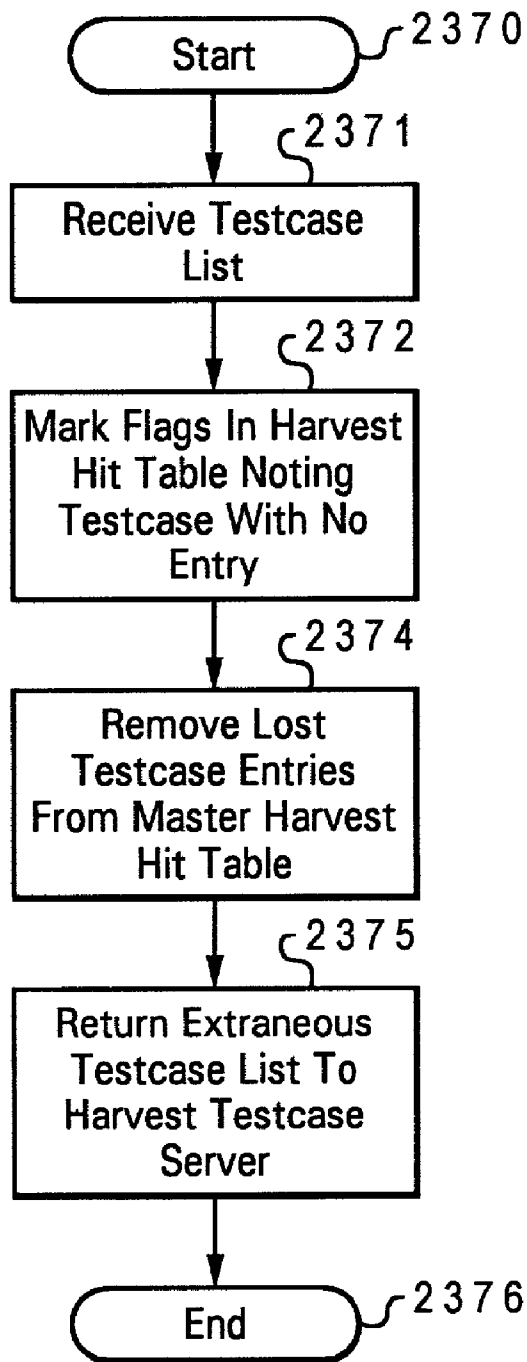 2370
Start
2371
Receive Testcase
List
2372
Mark Flags In Harvest
Hit Table Noting
Testcase With No
Entry
2374
Remove Lost
Testcase Entries
From Master Harvest
Hit Table
2375
Return Extraneous
Testcase List To
Harvest Testcase
Server
2376
End